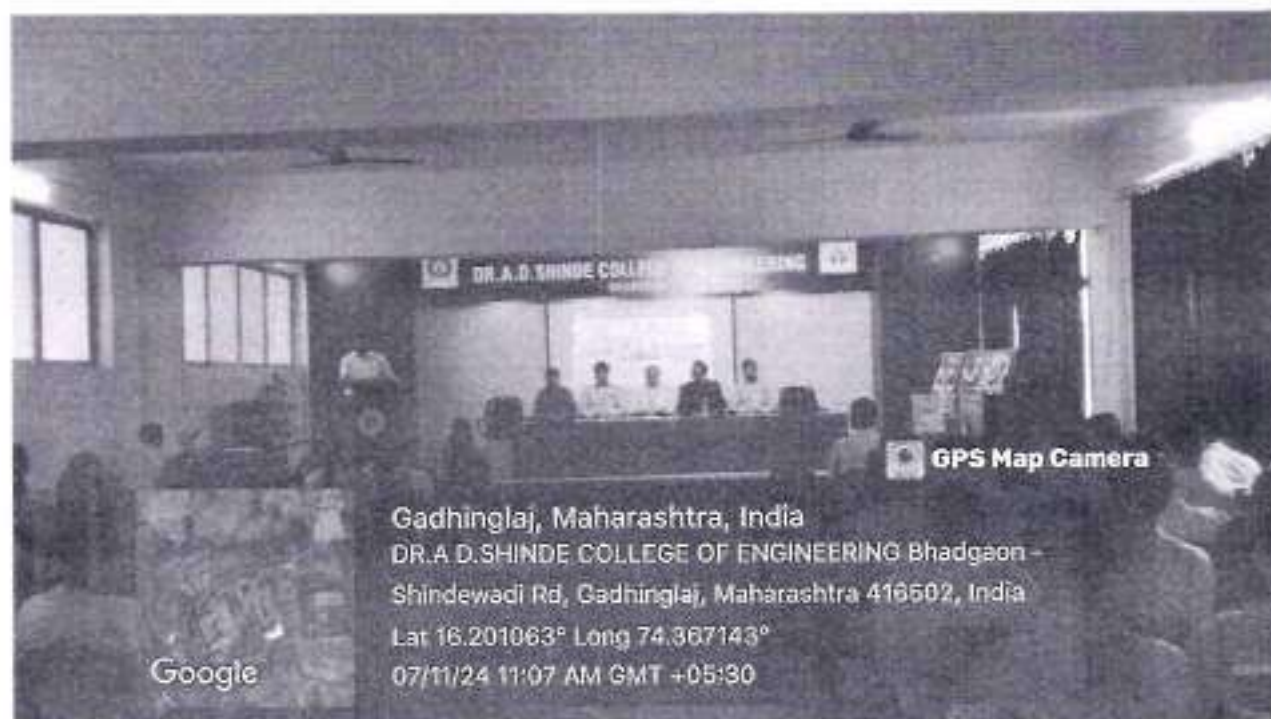 DR.A.D.SHINDE COLLEGE
GPS Map Camera
Gadhinglaj, Maharashtra, India
DR.A D.SHINDE COLLEGE OF ENGINEERING Bhadgaon -
Shindewadi Rd, Gadhinglaj, Maharashtra 416502, India
Lat 16.201063° Long 74.367143°
07/11/24 11:07 AM GMT +05:30
Google